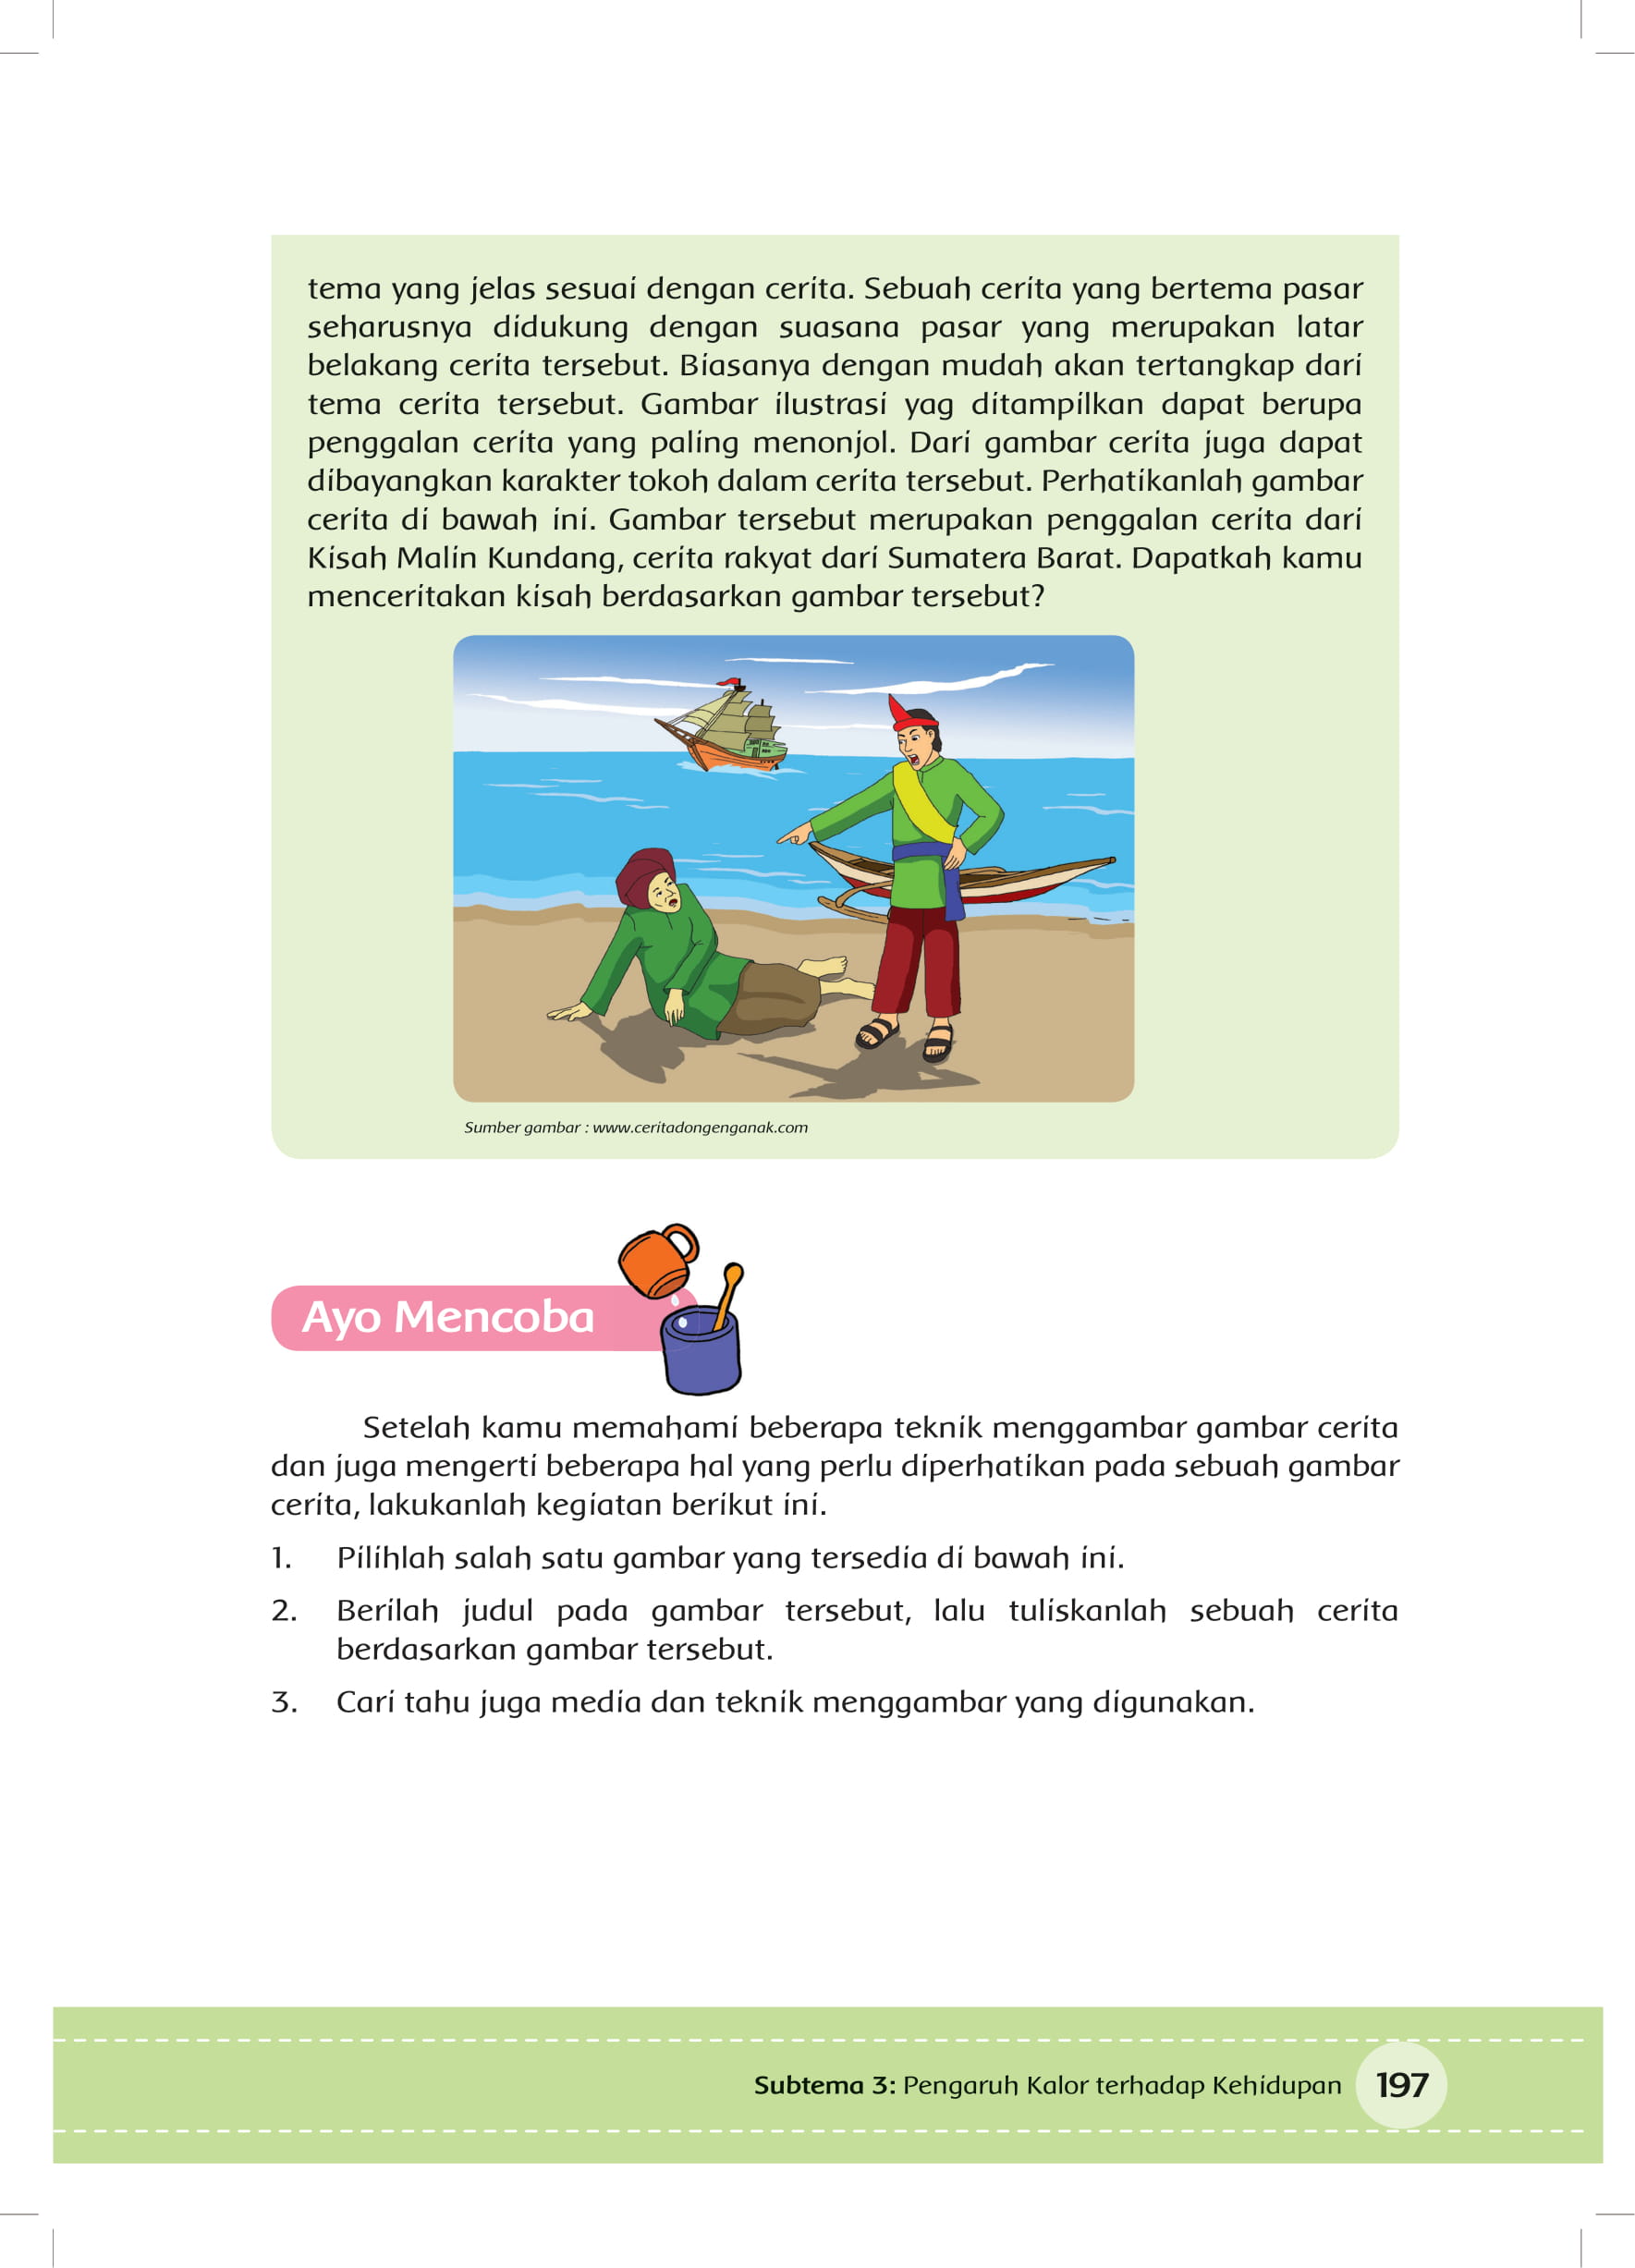 tema yang jelas sesuai dengan cerita. Sebuah cerita yang bertema pasar
seharusnya didukung dengan suasana pasar yang merupakan latar
belakang cerita tersebut. Biasanya dengan mudah akan tertangkap dari
tema cerita tersebut. Gambar ilustrasi yag ditampilkan dapat berupa
penggalan cerita yang paling menonjol. Dari gambar cerita juga dapat
dibayangkan karakter tokoh dalam cerita tersebut. Perhatikanlah gambar
cerita di bawah ini. Gambar tersebut merupakan penggalan cerita dari
Kisah Malin Kundang, cerita rakyat dari Sumatera Barat. Dapatkah kamu
menceritakan kisah berdasarkan gambar tersebut?
Sumber gambar : www.ceritadongenganak.com
Ayo Mencoba
Setelah kamu memahami beberapa teknik menggambar gambar cerita
dan juga mengerti beberapa hal yang perlu diperhatikan pada sebuah gambar
cerita, lakukanlah kegiatan berikut ini.
1. Pilihlah salah satu gambar yang tersedia di bawah ini.
2. Berilah judul pada gambar tersebut, lalu tuliskanlah sebuah cerita
berdasarkan gambar tersebut.
3. Cari tahu juga media dan teknik menggambar yang digunakan.
Subtema 3: Pengaruh Kalor terhadap Kehidupan 197